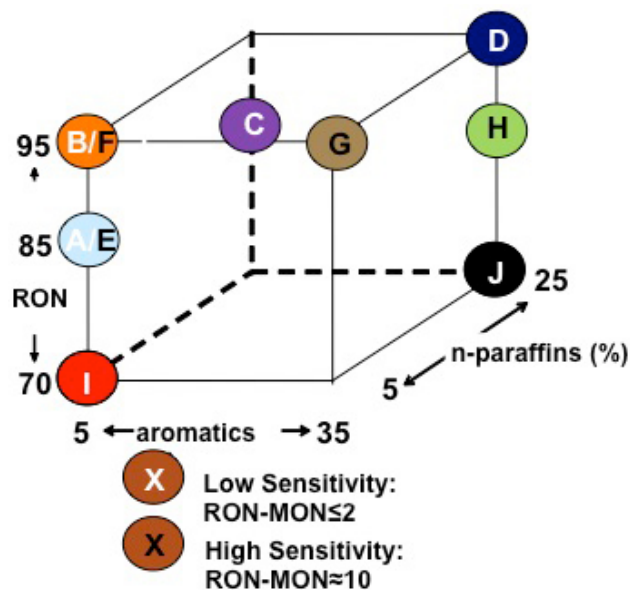 D
C
H
95
B/F
G
85
A/E
RON
J
25
n-paraffins (%)
70
I
5
5
aromatics
35
X
Low Sensitivity:
RON-MON≤2
X
High Sensitivity:
RON-MON≈10